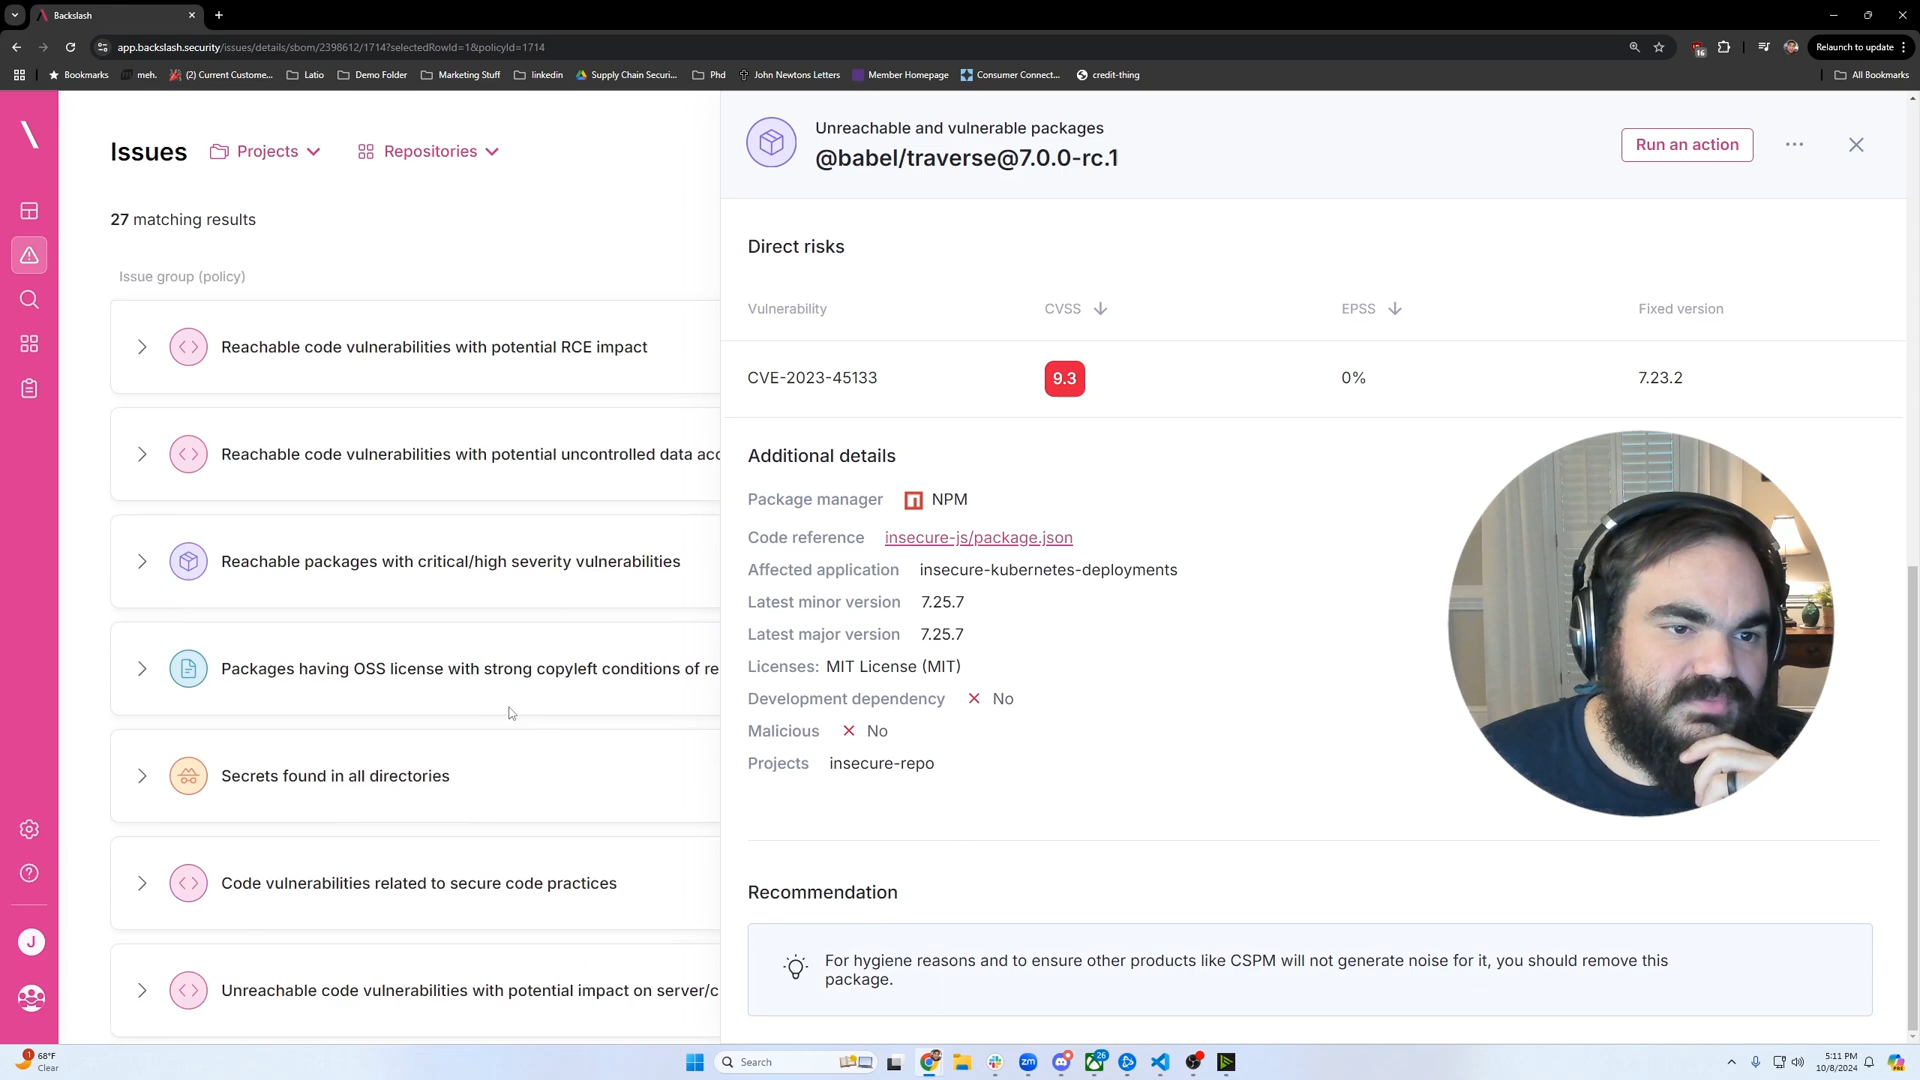 Backslash
app.backslash.security/issues/details/sbom/2398612/1714?selectedRowId=1&policyId=1714
16
Relaunch to update
Bookmarks
meh.
(2) Current Custome...
Latio
Demo Folder
Marketing Stuff
linkedin
Supply Chain Securi...
Phd
John Newtons Letters
Member Homepage
Consumer Connect...
credit-thing
All Bookmarks
Issues
Projects
Repositories
27 matching results
Issue group (policy)
Reachable code vulnerabilities with potential RCE impact
Reachable code vulnerabilities with potential uncontrolled data acc
Reachable packages with critical/high severity vulnerabilities
Packages having OSS license with strong copyleft conditions of re
Secrets found in all directories
Code vulnerabilities related to secure code practices
Unreachable code vulnerabilities with potential impact on server/c
J
Unreachable and vulnerable packages
@babel/traverse@7.0.0-rc.1
Run an action
Direct risks
Vulnerability CVSS EPSS Fixed version
CVE-2023-45133 9.3 0% 7.23.2
Additional details
Package manager NPM
Code reference insecure-js/package.json
Affected application insecure-kubernetes-deployments
Latest minor version 7.25.7
Latest major version 7.25.7
Licenses: MIT License (MIT)
Development dependency No
Malicious No
Projects insecure-repo
Recommendation
For hygiene reasons and to ensure other products like CSPM will not generate noise for it, you should remove this
package.
1
68°F
Clear
Search
zm
26
5:11 PM
10/8/2024